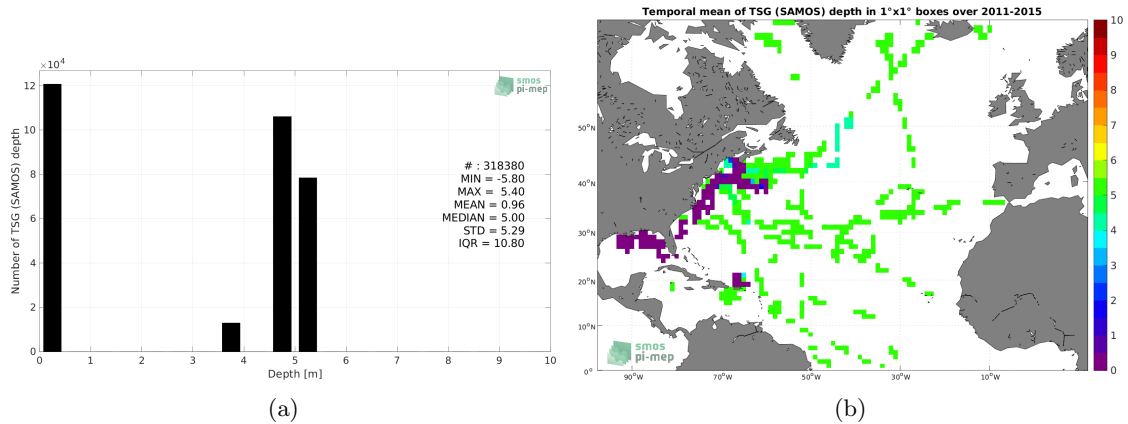 ×10⁴
12
10
8
6
4
2
0
Number of TSG (SAMOS) depth
0 1 2 3 4 5 6 7 8 9 10
Depth [m]
smos
pi-mep
# : 318380
MIN = -5.80
MAX = 5.40
MEAN = 0.96
MEDIAN = 5.00
STD = 5.29
IQR = 10.80
(a)
Temporal mean of TSG (SAMOS) depth in 1°x1° boxes over 2011-2015
50°N
40°N
30°N
20°N
10°N
0°
90°W 70°W 50°W 30°W 10°W
smos
pi-mep
10
9
8
7
6
5
4
3
2
1
0
(b)